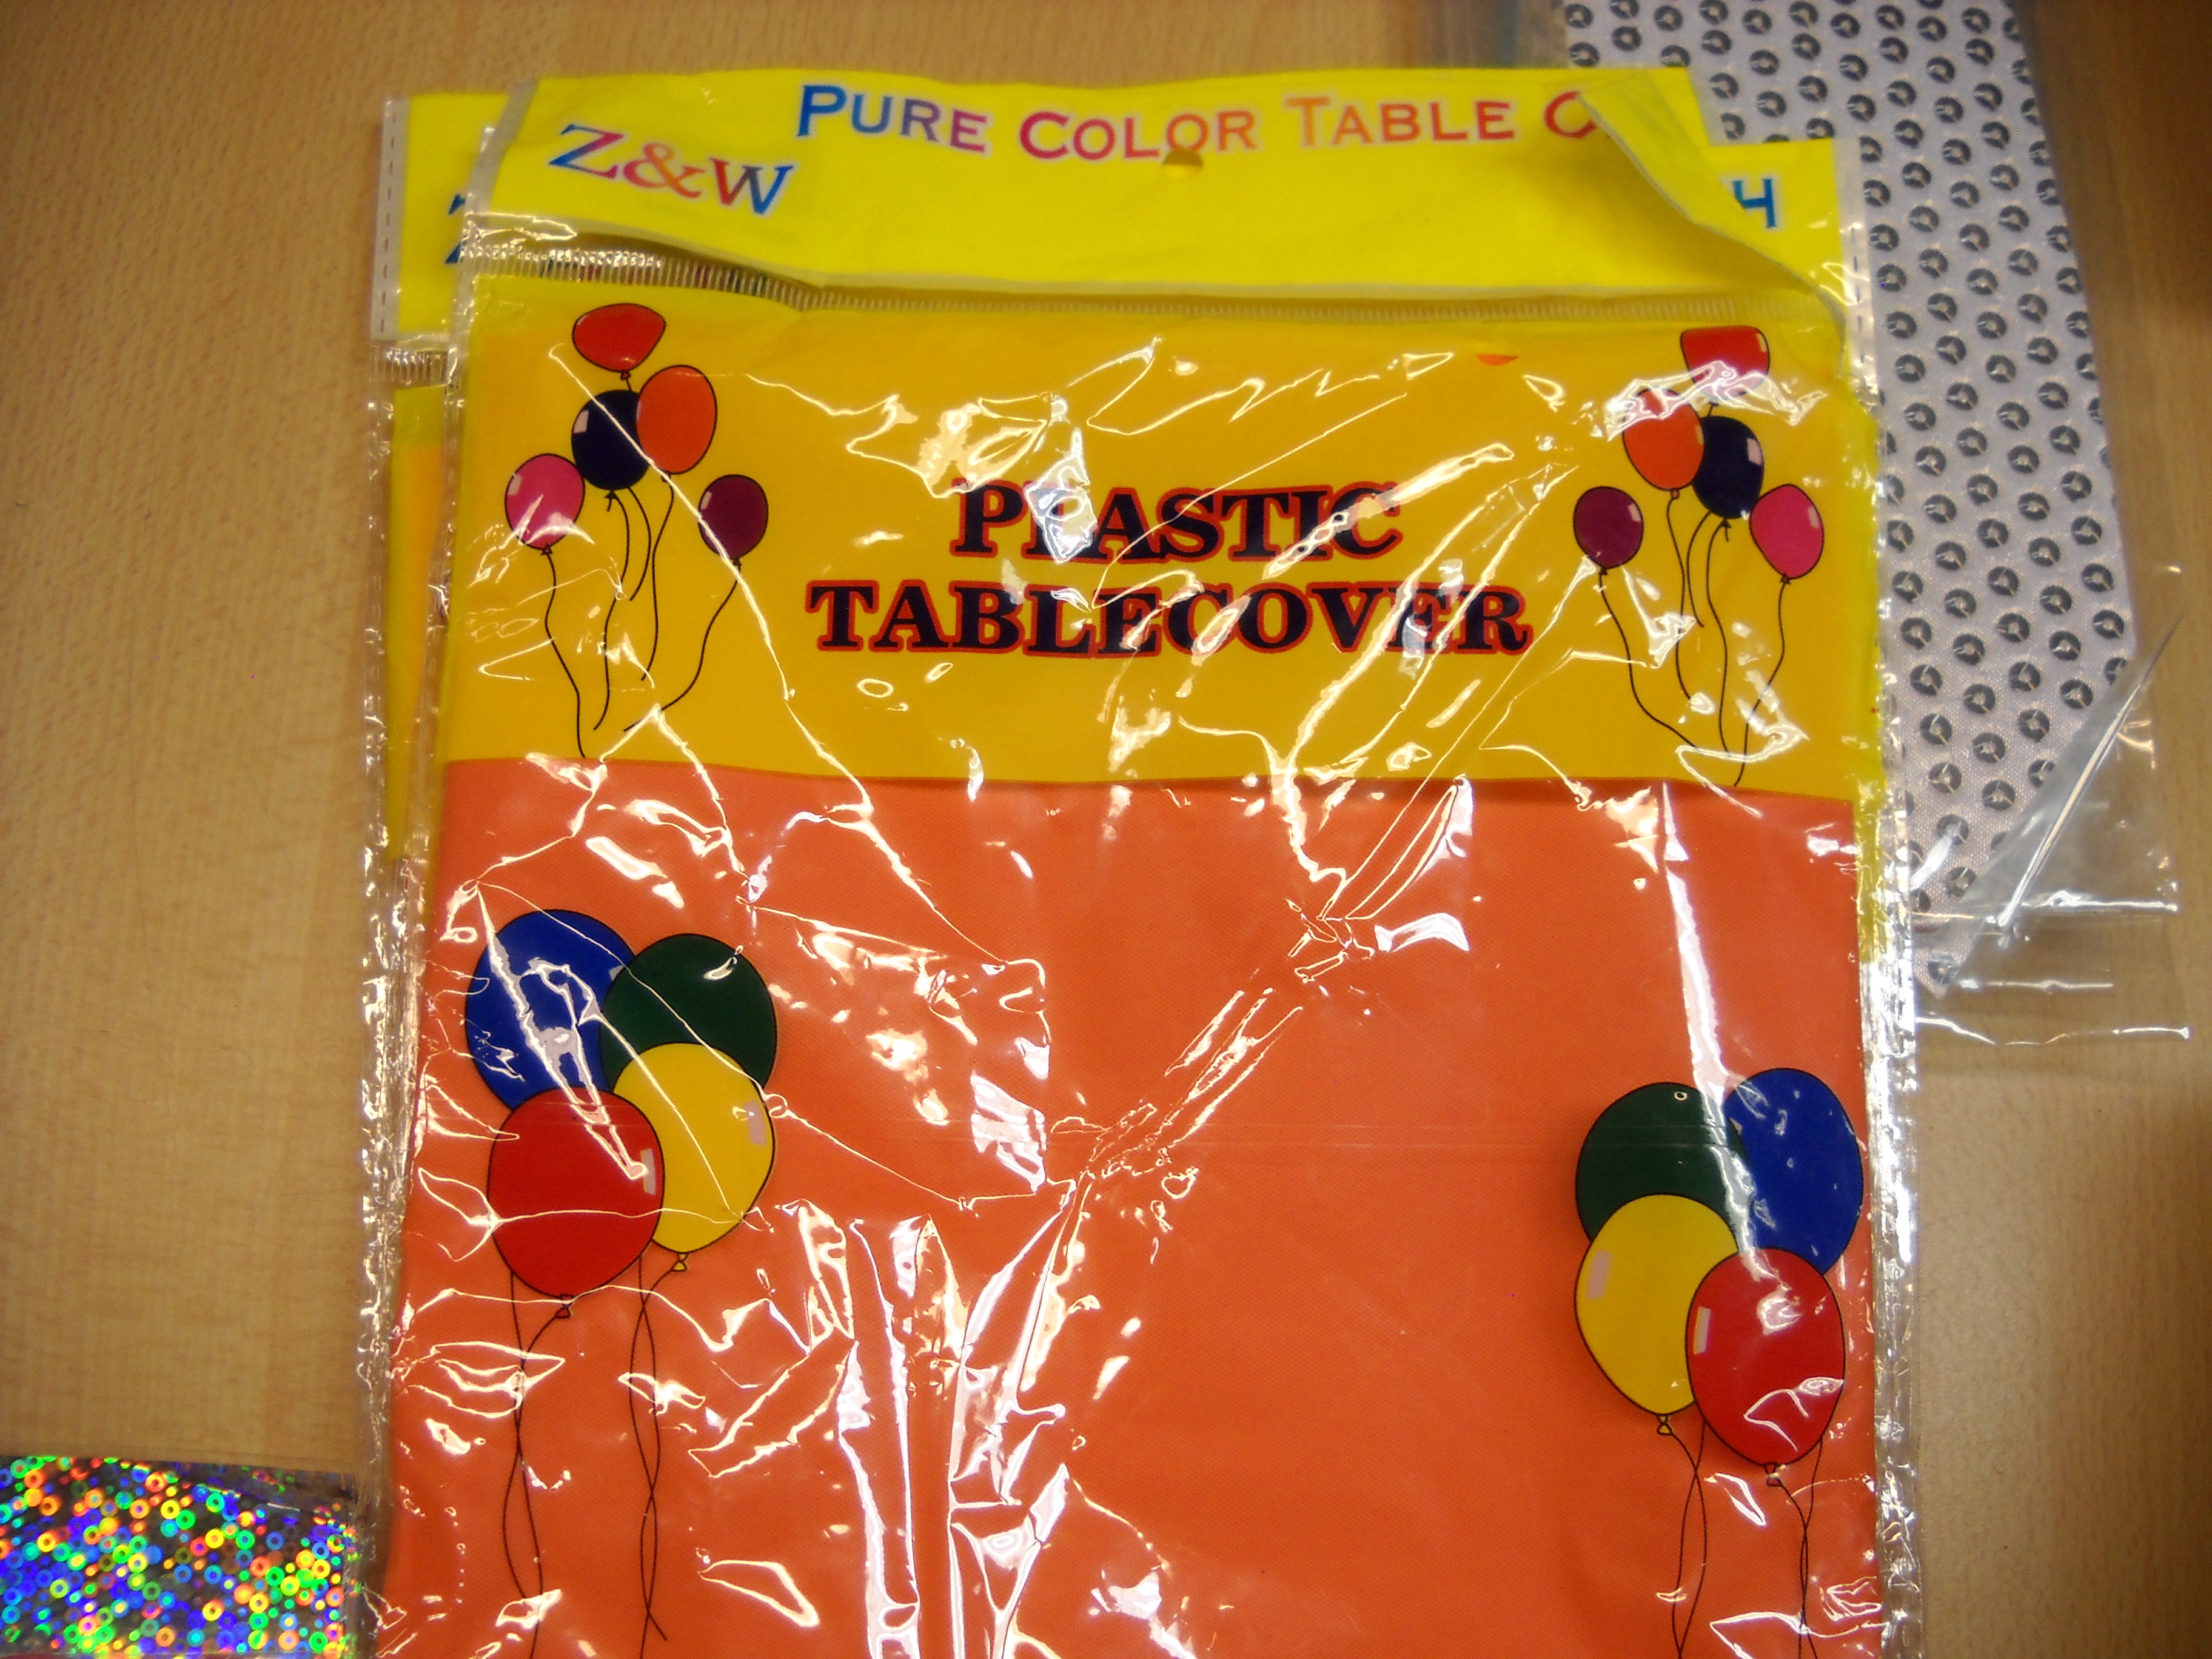 PURE COLOR TABLE C
Z&W
PLASTIC
TABLECOVER